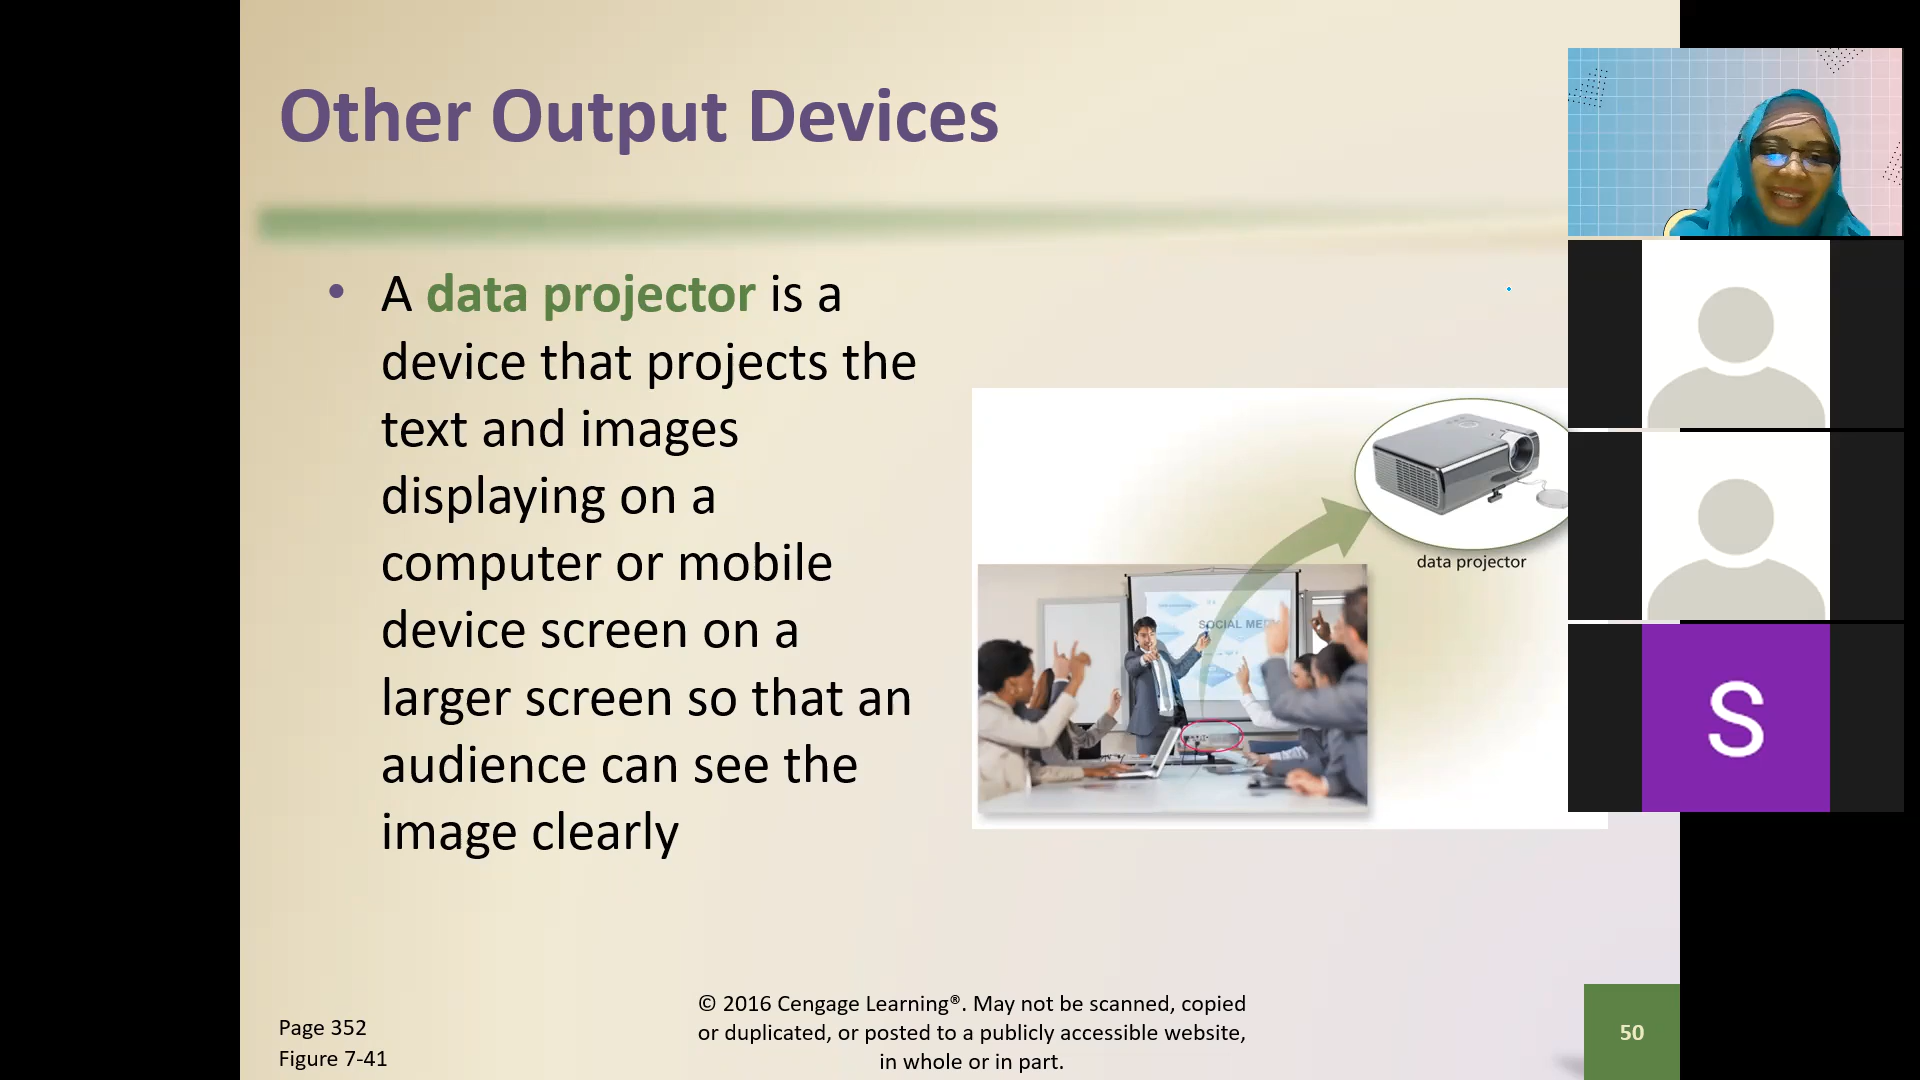 Other Output Devices
• A data projector is a
device that projects the
text and images
displaying on a
computer or mobile
device screen on a
larger screen so that an
audience can see the
image clearly
data projector
SOCIAL MED
S
Page 352
Figure 7-41
© 2016 Cengage Learning®. May not be scanned, copied
or duplicated, or posted to a publicly accessible website,
in whole or in part.
50